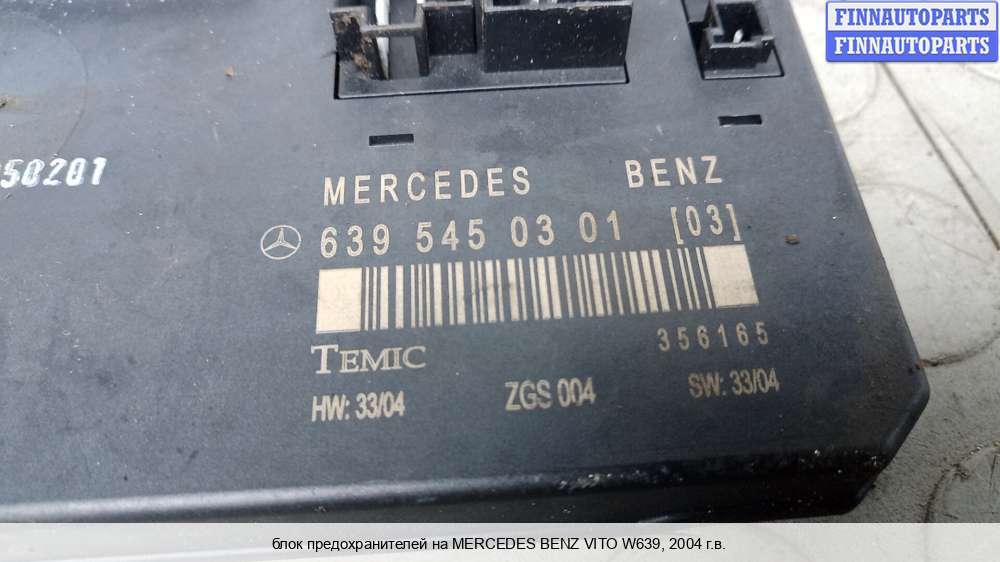 FINNAUTOPARTS
FINNAUTOPARTS
50201
MERCEDES BENZ
639 545 03 01 [03]
TEMIC
356165
HW: 33/04 ZGS 004 SW: 33/04
блок предохранителей на MERCEDES BENZ VITO W639, 2004 г.в.